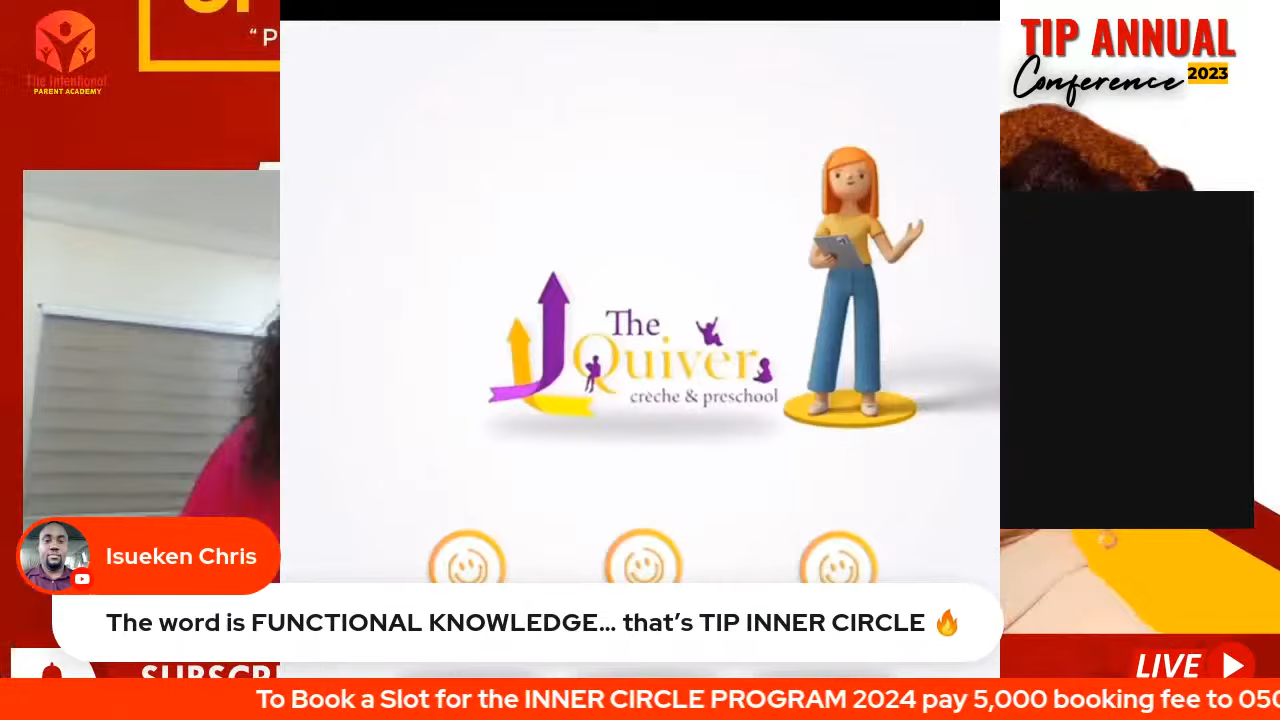 The Intentional
PARENT ACADEMY
“ P
TIP ANNUAL
Conference 2023
The
Quiver
crèche & preschool
Isueken Chris
The word is FUNCTIONAL KNOWLEDGE... that’s TIP INNER CIRCLE 🔥
LIVE
To Book a Slot for the INNER CIRCLE PROGRAM 2024 pay 5,000 booking fee to 050